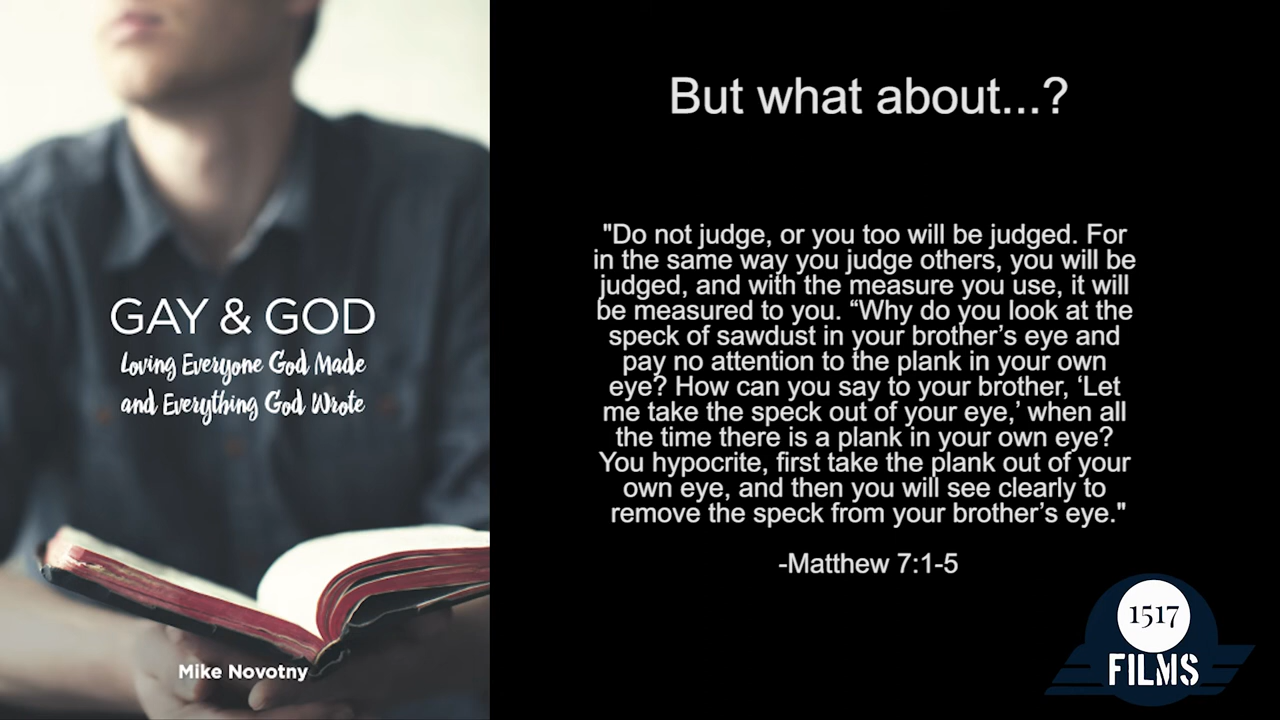 GAY & GOD
Loving Everyone God Made
and Everything God Wrote
Mike Novotny
But what about...?
"Do not judge, or you too will be judged. For
in the same way you judge others, you will be
judged, and with the measure you use, it will
be measured to you. “Why do you look at the
speck of sawdust in your brother’s eye and
pay no attention to the plank in your own
eye? How can you say to your brother, ‘Let
me take the speck out of your eye,’ when all
the time there is a plank in your own eye?
You hypocrite, first take the plank out of your
own eye, and then you will see clearly to
remove the speck from your brother’s eye."
-Matthew 7:1-5
1517
FILMS